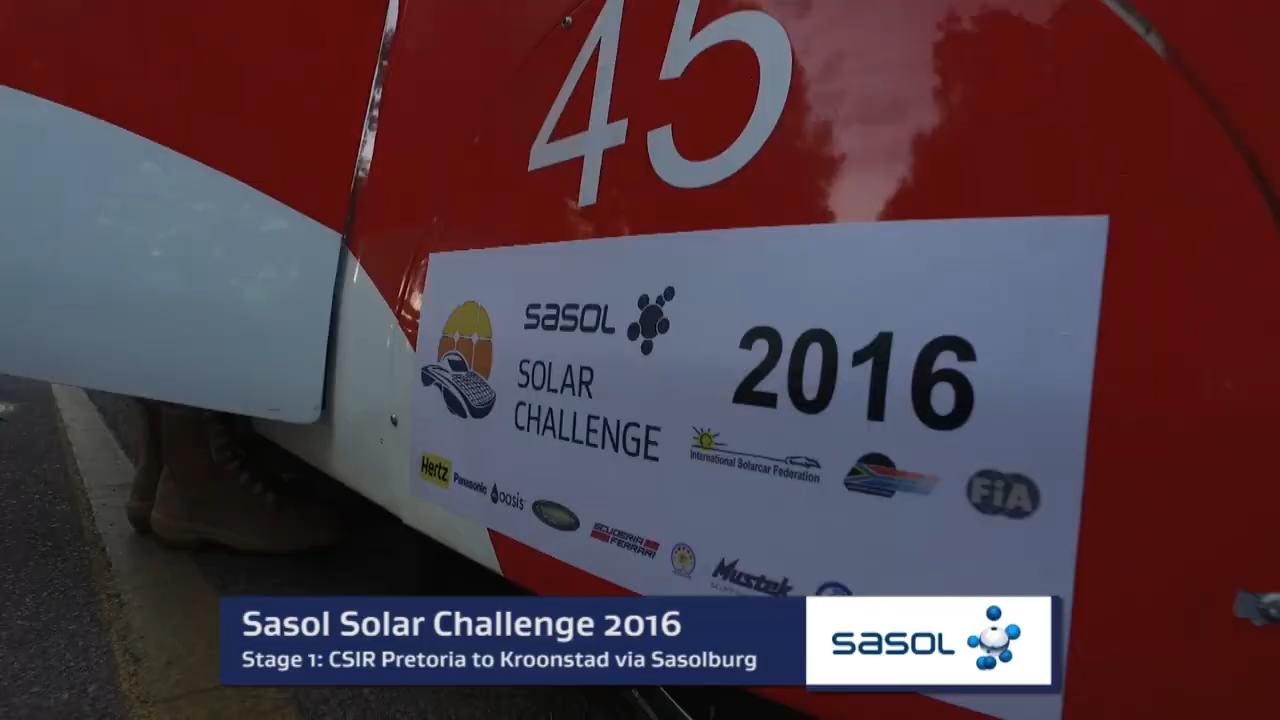 45
sasol
2016
SOLAR
CHALLENGE
International Solarcar Federation
FiA
Hertz
Panasonic
oasis
SCUDERIA
FERRARI
Mustek
Sasol Solar Challenge 2016
Stage 1: CSIR Pretoria to Kroonstad via Sasolburg
sasol